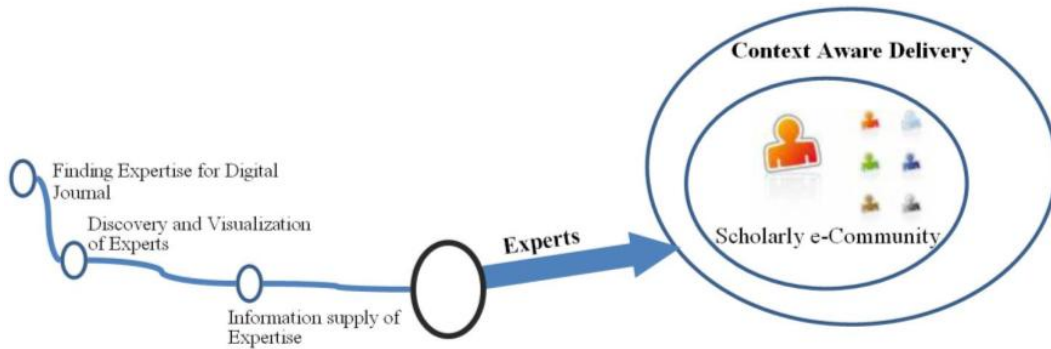 Context Aware Delivery
Finding Expertise for Digital
Journal
Discovery and Visualization
of Experts
Experts
Scholarly e-Community
Information supply of
Expertise